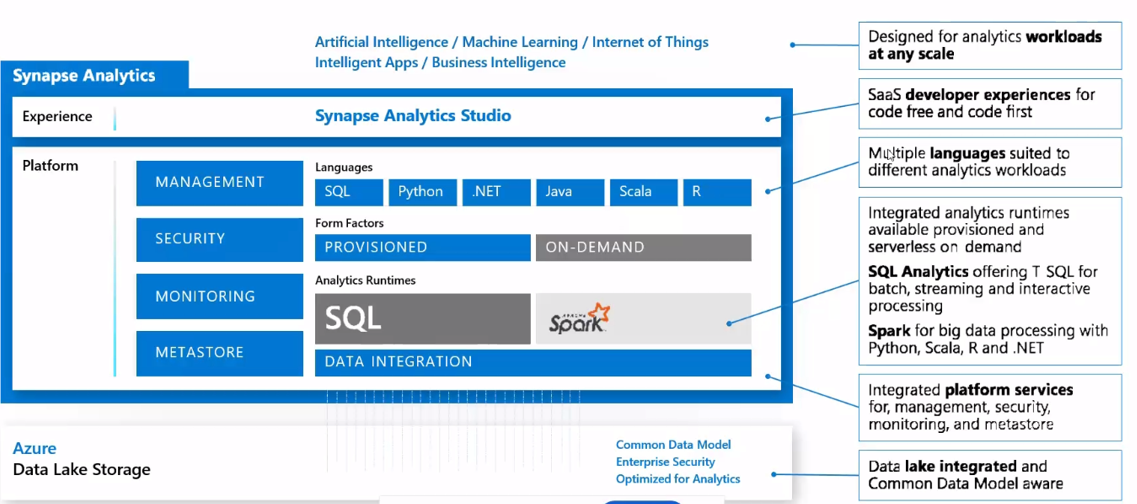 Artificial Intelligence / Machine Learning / Internet of Things
Intelligent Apps / Business Intelligence
Synapse Analytics
Experience
Synapse Analytics Studio
Platform
MANAGEMENT
SECURITY
MONITORING
METASTORE
Languages
SQL
Python
.NET
Java
Scala
R
Form Factors
PROVISIONED
ON-DEMAND
Analytics Runtimes
SQL
APACHE
Spark
DATA INTEGRATION
Azure
Data Lake Storage
Common Data Model
Enterprise Security
Optimized for Analytics
Designed for analytics workloads
at any scale
SaaS developer experiences for
code free and code first
Multiple languages suited to
different analytics workloads
Integrated analytics runtimes
available provisioned and
serverless on demand
SQL Analytics offering T SQL for
batch, streaming and interactive
processing
Spark for big data processing with
Python, Scala, R and .NET
Integrated platform services
for, management, security,
monitoring, and metastore
Data lake integrated and
Common Data Model aware